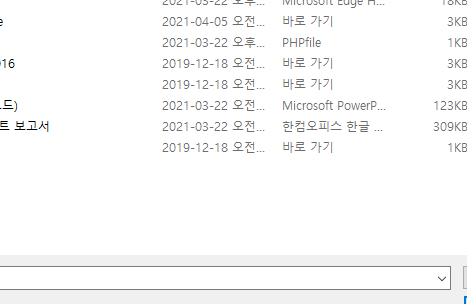 2021-03-22 오후... Microsoft Edge H... 18KB
e 2021-04-05 오전... 바로 가기 3KB
2021-03-22 오후... PHPfile 1KB
016 2019-12-18 오전... 바로 가기 3KB
2019-12-18 오전... 바로 가기 3KB
드) 2021-03-22 오전... Microsoft PowerP... 123KB
트 보고서 2021-03-22 오전... 한컴오피스 한글 ... 309KB
2019-12-18 오전... 바로 가기 1KB